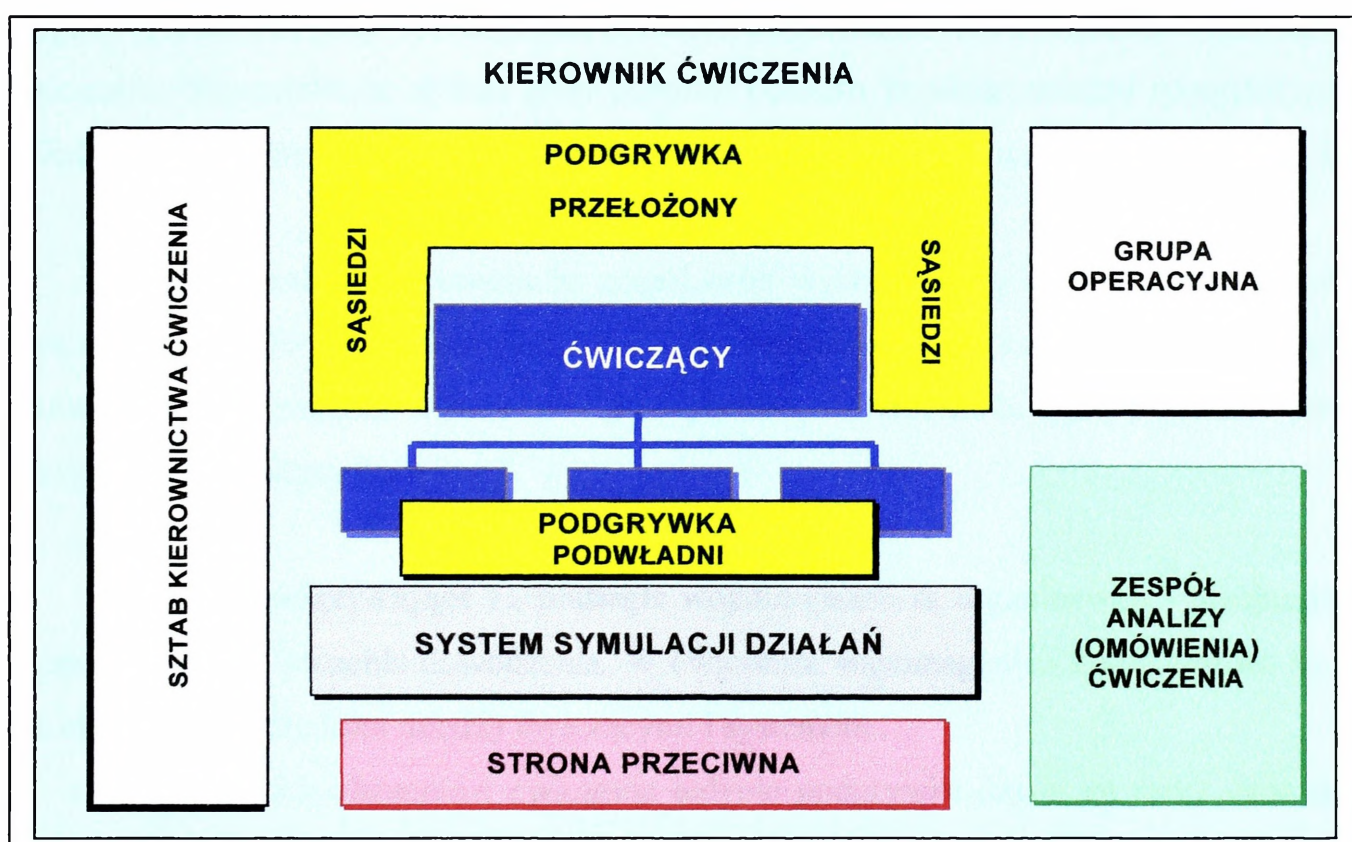 KIEROWNIK ĆWICZENIA
SZTAB KIEROWNICTWA ĆWICZENIA
PODGRYWKA
PRZEŁOŻONY
SĄSIEDZI
SĄSIEDZI
ĆWICZĄCY
PODGRYWKA
PODWŁADNI
SYSTEM SYMULACJI DZIAŁAŃ
STRONA PRZECIWNA
GRUPA
OPERACYJNA
ZESPÓŁ
ANALIZY
(OMÓWIENIA)
ĆWICZENIA